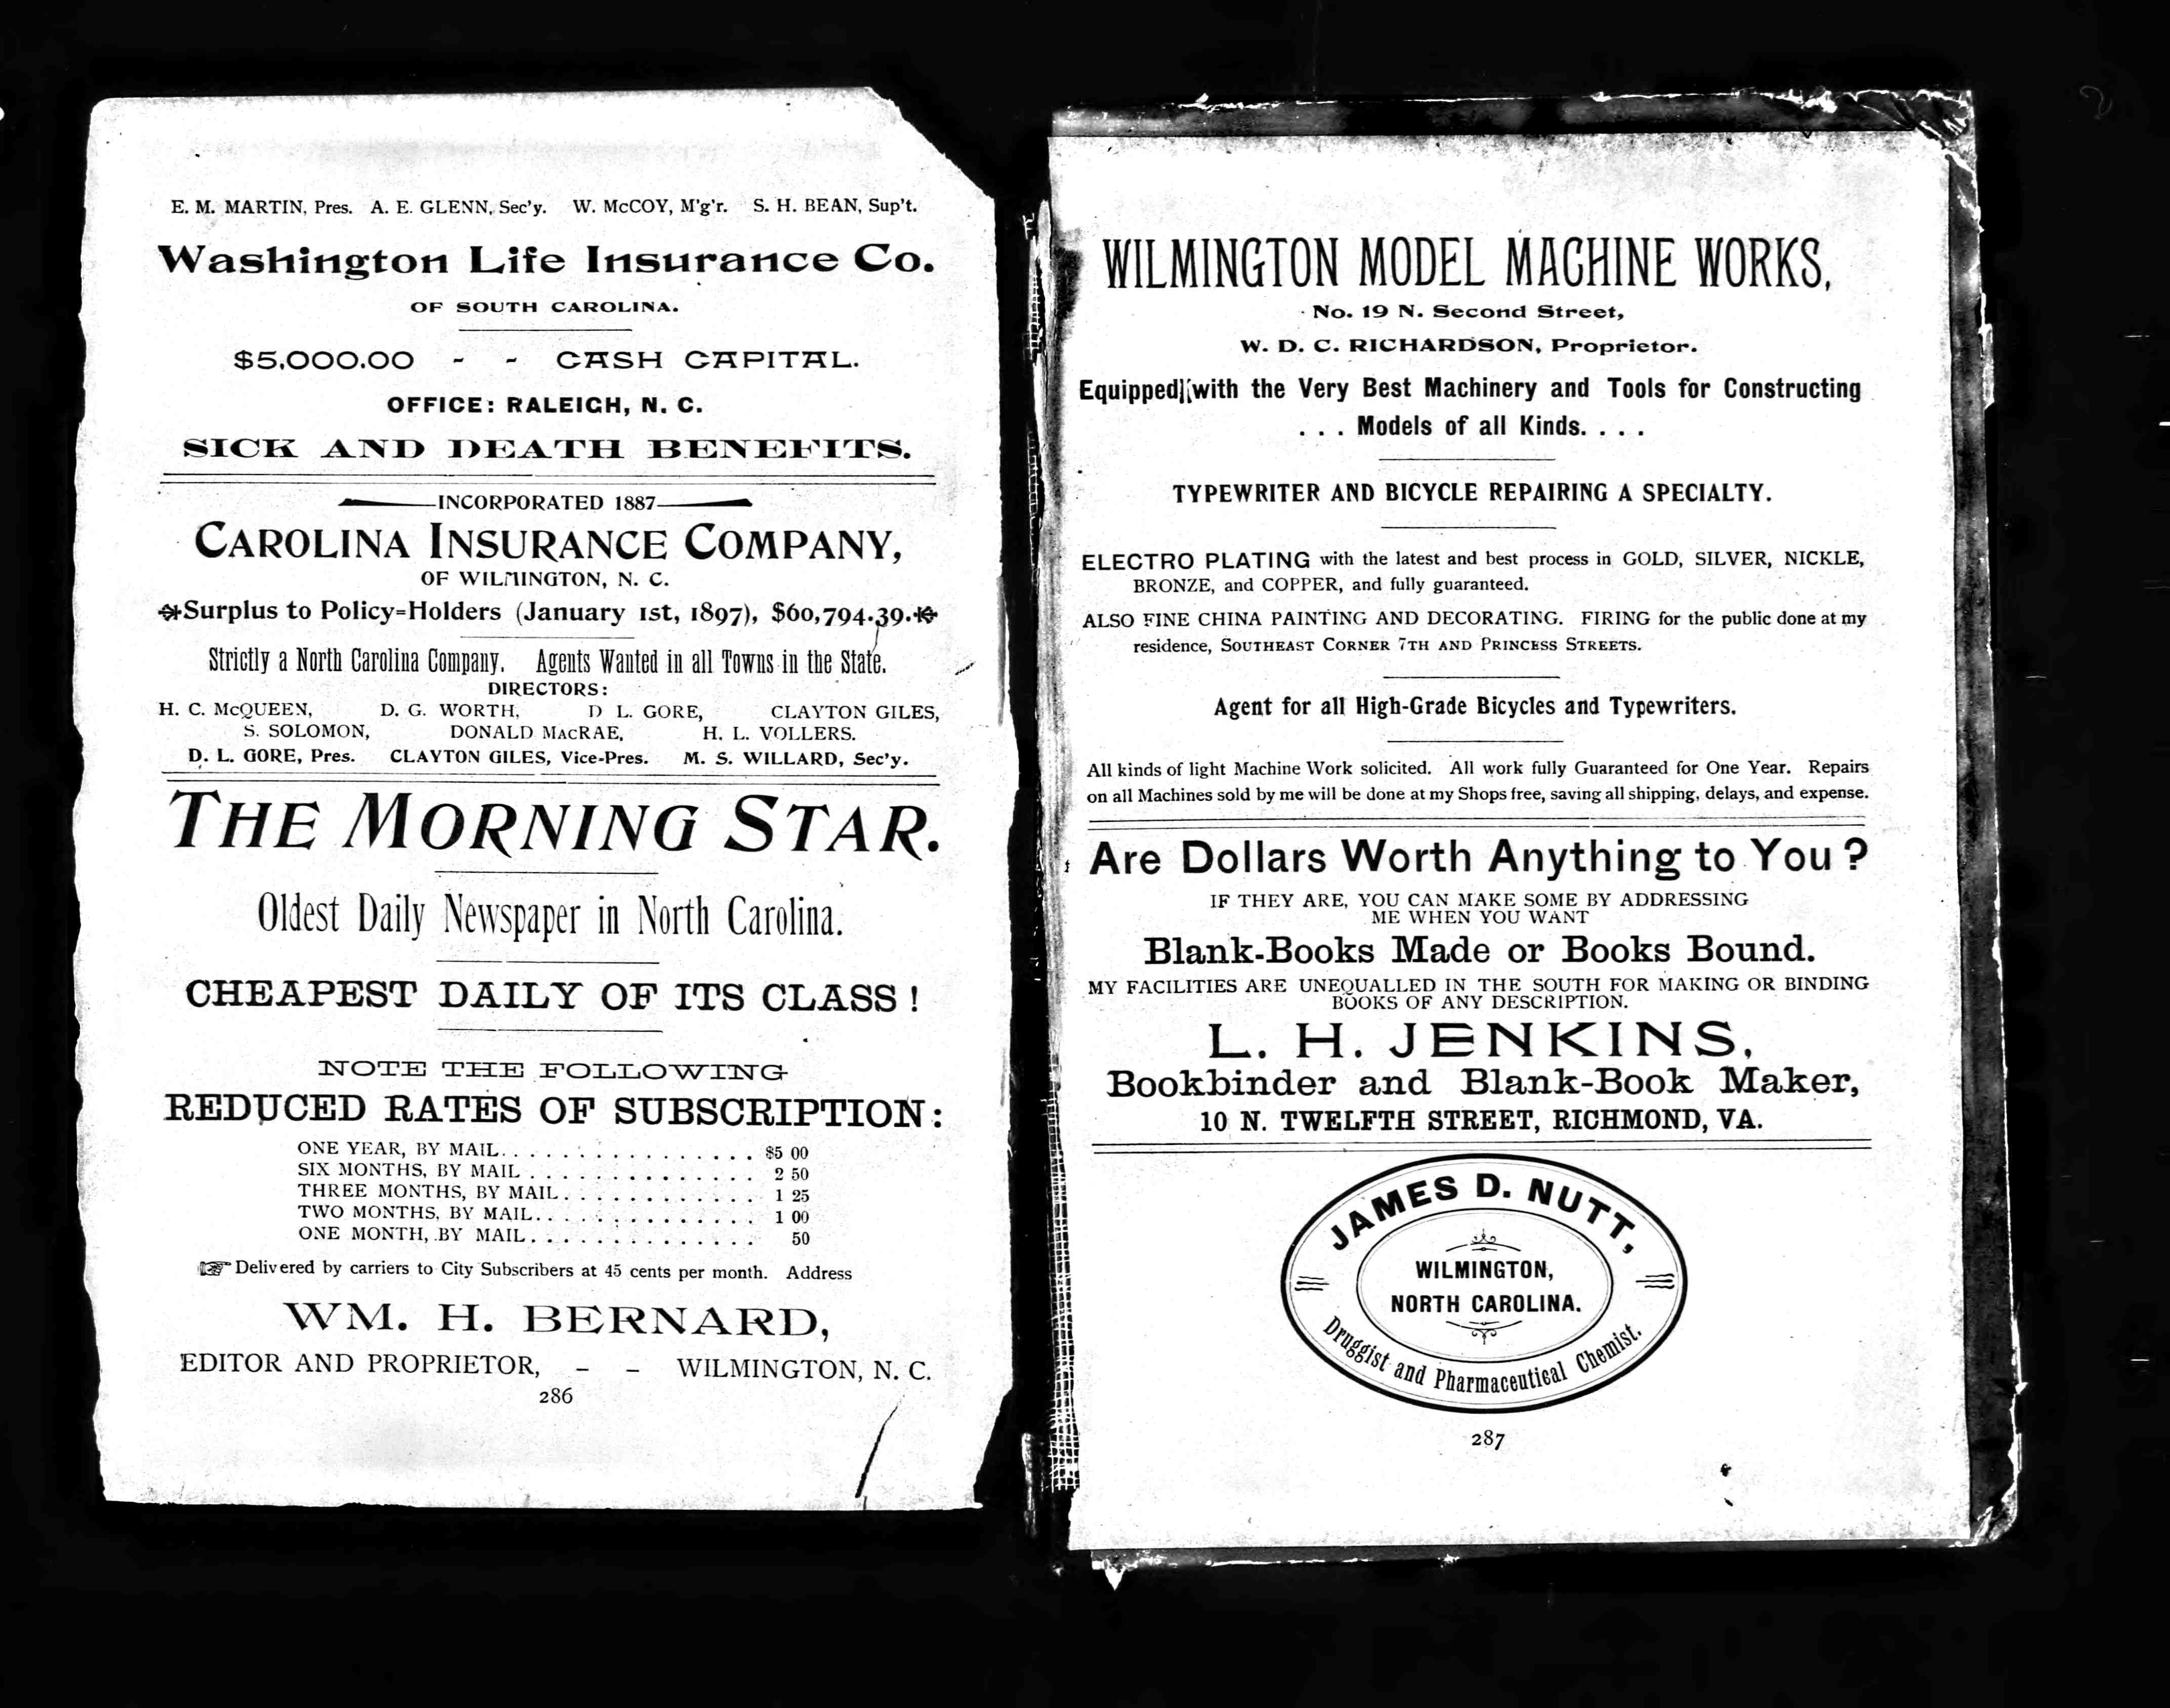 E. M. MARTIN, Pres. A. E. GLENN, Sec'y. W. McCOY, M'g'r. S. H. BEAN, Sup't.
Washington Life Insurance Co.
OF SOUTH CAROLINA.
$5,000.00 - - CASH CAPITAL.
OFFICE: RALEIGH, N. C.
SICK AND DEATH BENEFITS.
INCORPORATED 1887
CAROLINA INSURANCE COMPANY,
OF WILMINGTON, N. C.
Surplus to Policy=Holders (January 1st, 1897), $60,794.39.
Strictly a North Carolina Company. Agents Wanted in all Towns in the State.
DIRECTORS:
H. C. McQUEEN, D. G. WORTH, D L. GORE, CLAYTON GILES,
S. SOLOMON, DONALD MacRAE, H. L. VOLLERS.
D. L. GORE, Pres. CLAYTON GILES, Vice-Pres. M. S. WILLARD, Sec'y.
THE MORNING STAR.
Oldest Daily Newspaper in North Carolina.
CHEAPEST DAILY OF ITS CLASS!
NOTE THE FOLLOWING
REDUCED RATES OF SUBSCRIPTION:
ONE YEAR, BY MAIL. . . . . . . . . . . . . . . . $5 00
SIX MONTHS, BY MAIL . . . . . . . . . . . . . . 2 50
THREE MONTHS, BY MAIL. . . . . . . . . . . . 1 25
TWO MONTHS, BY MAIL. . . . . . . . . . . . . . 1 00
ONE MONTH, BY MAIL. . . . . . . . . . . . . . 50
☞ Delivered by carriers to City Subscribers at 45 cents per month. Address
WM. H. BERNARD,
EDITOR AND PROPRIETOR, - - WILMINGTON, N. C.
286
WILMINGTON MODEL MACHINE WORKS,
No. 19 N. Second Street,
W. D. C. RICHARDSON, Proprietor.
Equipped with the Very Best Machinery and Tools for Constructing
. . . Models of all Kinds. . . .
TYPEWRITER AND BICYCLE REPAIRING A SPECIALTY.
ELECTRO PLATING with the latest and best process in GOLD, SILVER, NICKLE,
BRONZE, and COPPER, and fully guaranteed.
ALSO FINE CHINA PAINTING AND DECORATING. FIRING for the public done at my
residence, SOUTHEAST CORNER 7TH AND PRINCESS STREETS.
Agent for all High-Grade Bicycles and Typewriters.
All kinds of light Machine Work solicited. All work fully Guaranteed for One Year. Repairs
on all Machines sold by me will be done at my Shops free, saving all shipping, delays, and expense.
Are Dollars Worth Anything to You?
IF THEY ARE, YOU CAN MAKE SOME BY ADDRESSING
ME WHEN YOU WANT
Blank-Books Made or Books Bound.
MY FACILITIES ARE UNEQUALLED IN THE SOUTH FOR MAKING OR BINDING
BOOKS OF ANY DESCRIPTION.
L. H. JENKINS,
Bookbinder and Blank-Book Maker,
10 N. TWELFTH STREET, RICHMOND, VA.
JAMES D. NUTT,
WILMINGTON,
NORTH CAROLINA.
Druggist and Pharmaceutical Chemist.
287